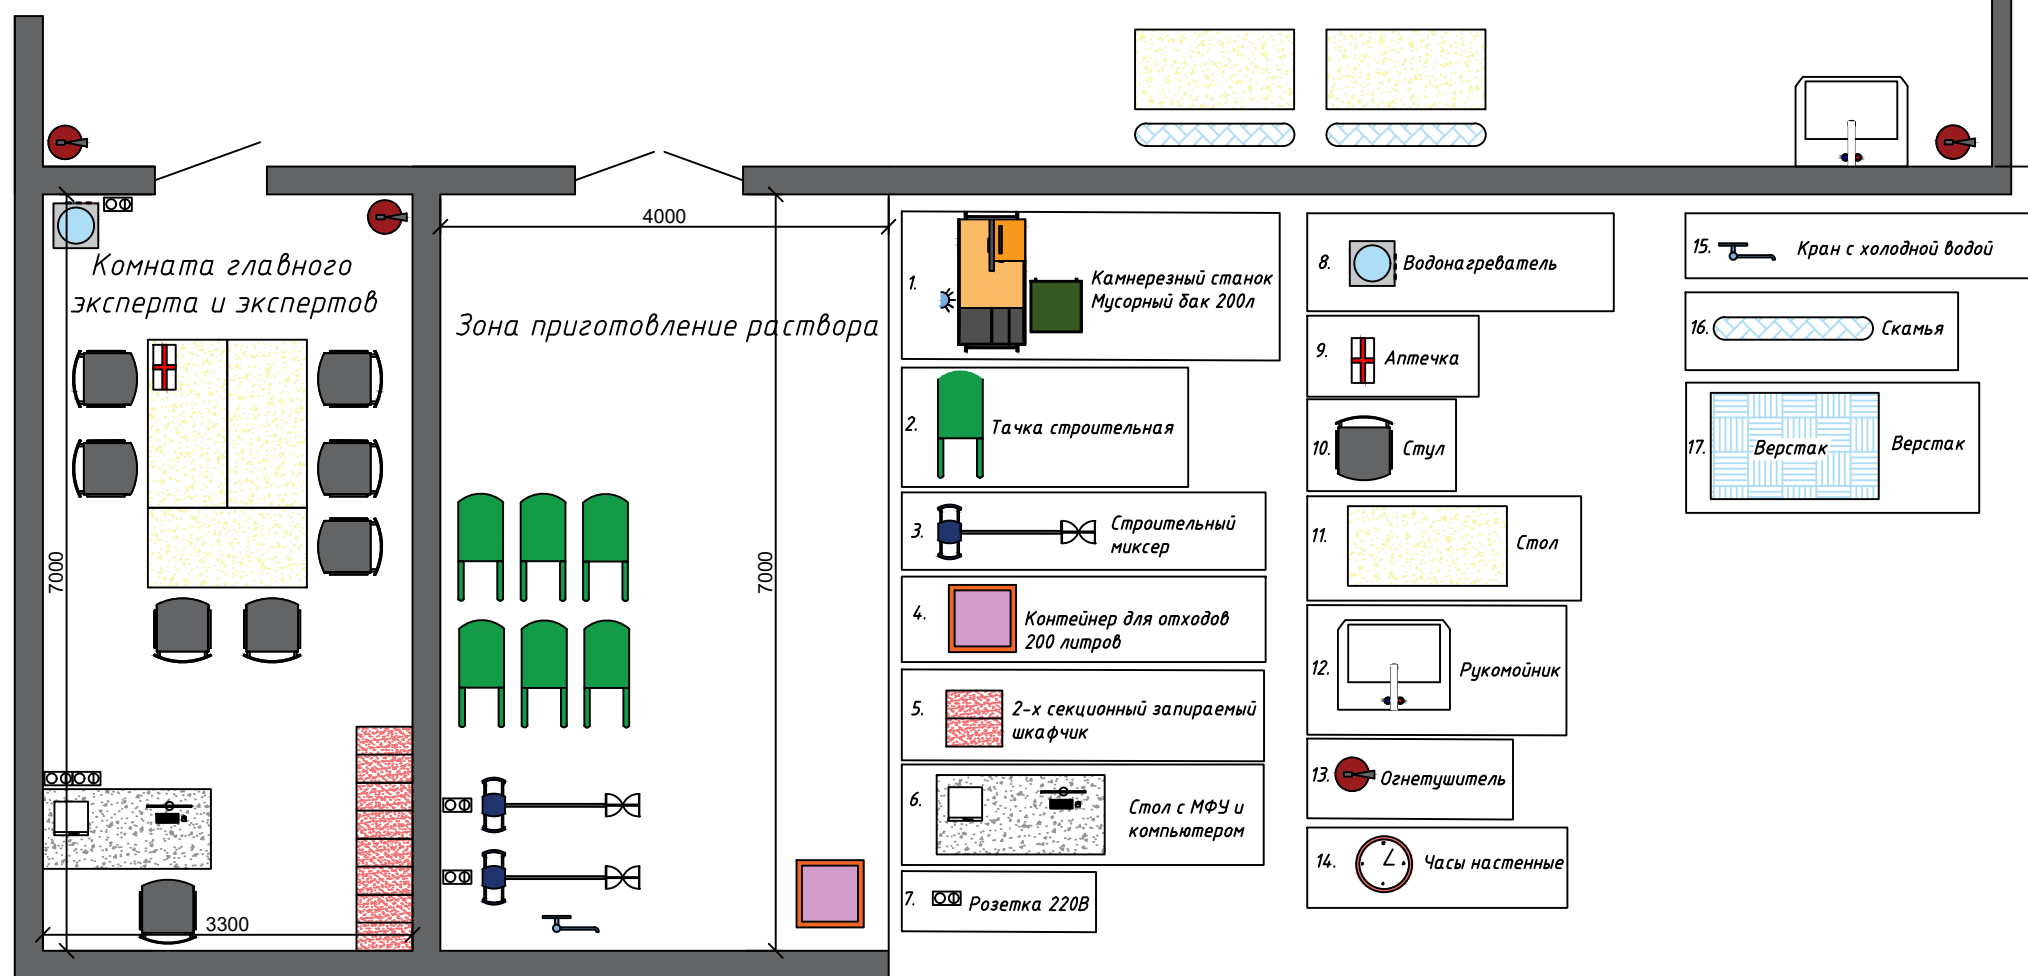 Комната главного
эксперта и экспертов
7000
3300
4000
Зона приготовление раствора
7000
1.
Камнерезный станок
Мусорный бак 200л
2.
Тачка строительная
3.
Строительный
миксер
4.
Контейнер для отходов
200 литров
5.
2-х секционный запираемый
шкафчик
6.
Стол с МФУ и
компьютером
7.
Розетка 220В
8.
Водонагреватель
9.
Аптечка
10.
Стул
11.
Стол
12.
Рукомойник
13.
Огнетушитель
14.
Часы настенные
15.
Кран с холодной водой
16.
Скамья
17.
Верстак
Верстак